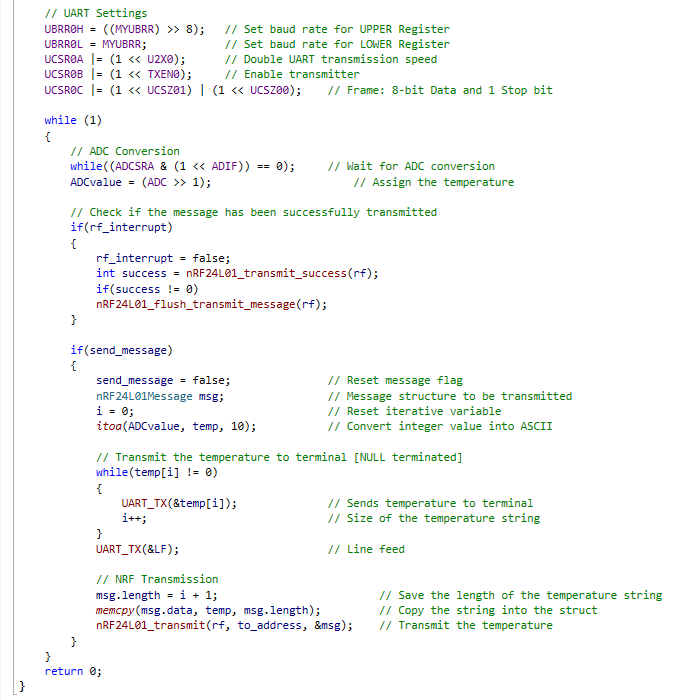 // UART Settings
UBRR0H = ((MYUBRR) >> 8);   // Set baud rate for UPPER Register
UBRR0L = MYUBRR;            // Set baud rate for LOWER Register
UCSR0A |= (1 << U2X0);      // Double UART transmission speed
UCSR0B |= (1 << TXEN0);     // Enable transmitter
UCSR0C |= (1 << UCSZ01) | (1 << UCSZ00);    // Frame: 8-bit Data and 1 Stop bit
while (1)
{
// ADC Conversion
while((ADCSRA & (1 << ADIF)) == 0);     // Wait for ADC conversion
ADCvalue = (ADC >> 1);                      // Assign the temperature
// Check if the message has been successfully transmitted
if(rf_interrupt)
{
rf_interrupt = false;
int success = nRF24L01_transmit_success(rf);
if(success != 0)
nRF24L01_flush_transmit_message(rf);
}
if(send_message)
{
send_message = false;               // Reset message flag
nRF24L01Message msg;                // Message structure to be transmitted
i = 0;                              // Reset iterative variable
itoa(ADCvalue, temp, 10);           // Convert integer value into ASCII
// Transmit the temperature to terminal [NULL terminated]
while(temp[i] != 0)
{
UART_TX(&temp[i]);              // Sends temperature to terminal
i++;                            // Size of the temperature string
}
UART_TX(&LF);                       // Line feed
// NRF Transmission
msg.length = i + 1;                         // Save the length of the temperature string
memcpy(msg.data, temp, msg.length);         // Copy the string into the struct
nRF24L01_transmit(rf, to_address, &msg);    // Transmit the temperature
}
}
return 0;
}